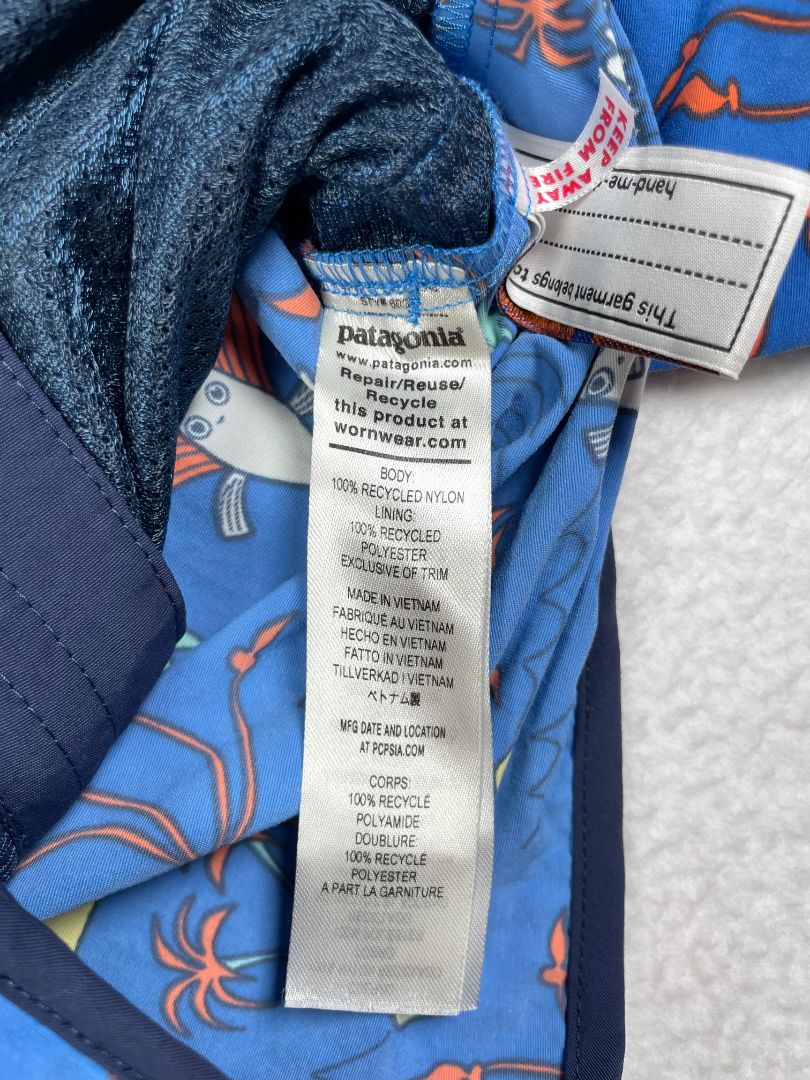 KEEP AWAY
FROM FIRE
hand-me-
This garment belongs to
STY#
patagonia®
www.patagonia.com
Repair/Reuse/
Recycle
this product at
wornwear.com
BODY:
100% RECYCLED NYLON
LINING:
100% RECYCLED
POLYESTER
EXCLUSIVE OF TRIM
MADE IN VIETNAM
FABRIQUÉ AU VIETNAM
HECHO EN VIETNAM
FATTO IN VIETNAM
TILLVERKAD I VIETNAM
ベトナム製
MFG DATE AND LOCATION
AT PCPSIA.COM
CORPS:
100% RECYCLÉ
POLYAMIDE
DOUBLURE:
100% RECYCLÉ
POLYESTER
A PART LA GARNITURE